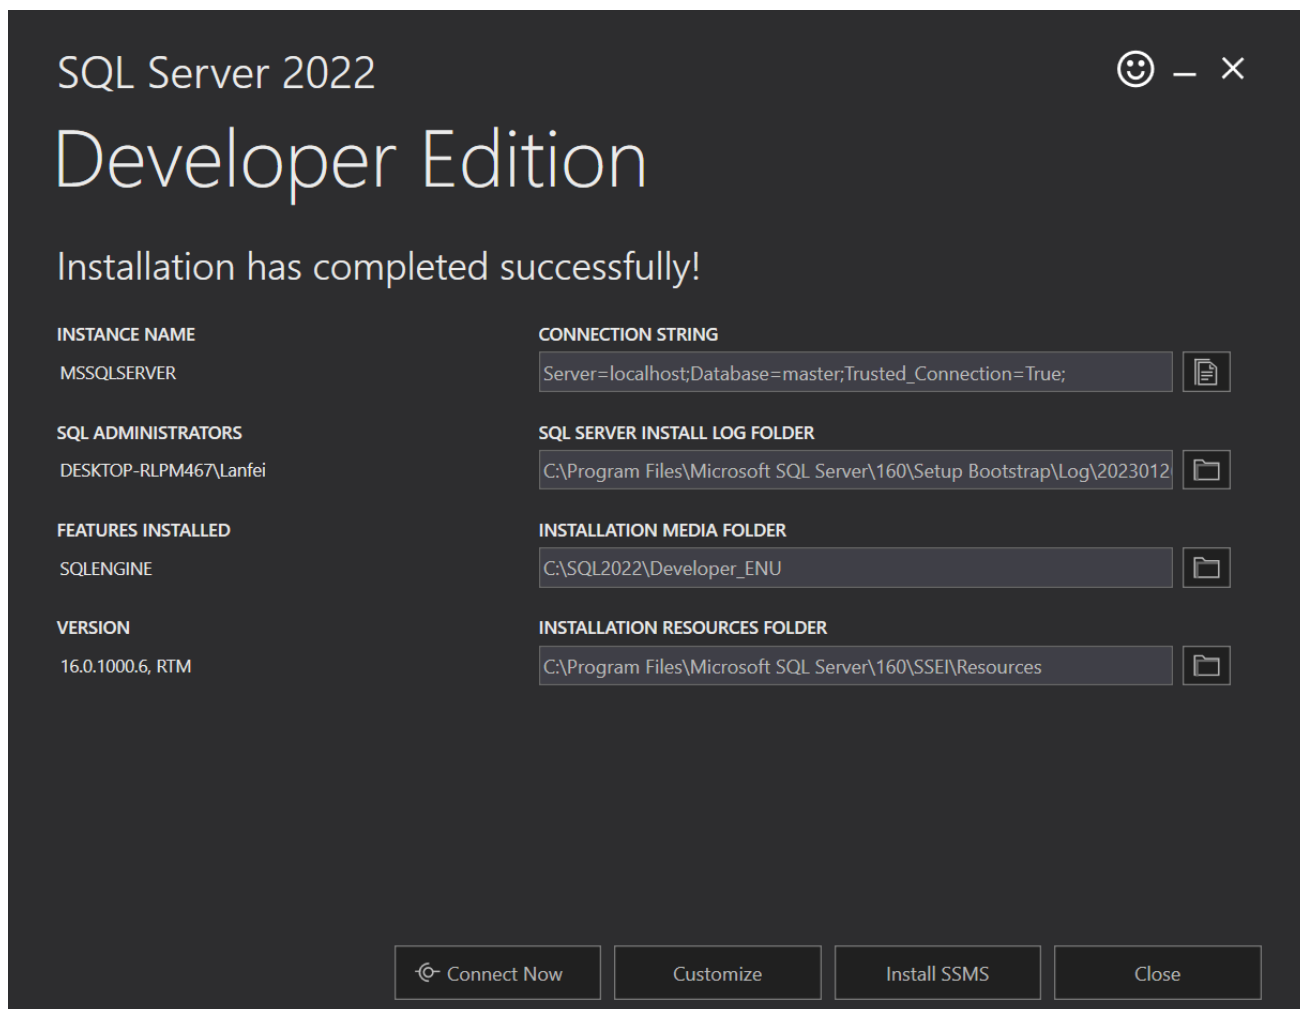 SQL Server 2022
Developer Edition
Installation has completed successfully!
INSTANCE NAME
MSSQLSERVER
CONNECTION STRING
Server=localhost;Database=master;Trusted_Connection=True;
SQL ADMINISTRATORS
DESKTOP-RLPM467\Lanfei
SQL SERVER INSTALL LOG FOLDER
C:\Program Files\Microsoft SQL Server\160\Setup Bootstrap\Log\2023012
FEATURES INSTALLED
SQLENGINE
INSTALLATION MEDIA FOLDER
C:\SQL2022\Developer_ENU
VERSION
16.0.1000.6, RTM
INSTALLATION RESOURCES FOLDER
C:\Program Files\Microsoft SQL Server\160\SSEI\Resources
Connect Now
Customize
Install SSMS
Close